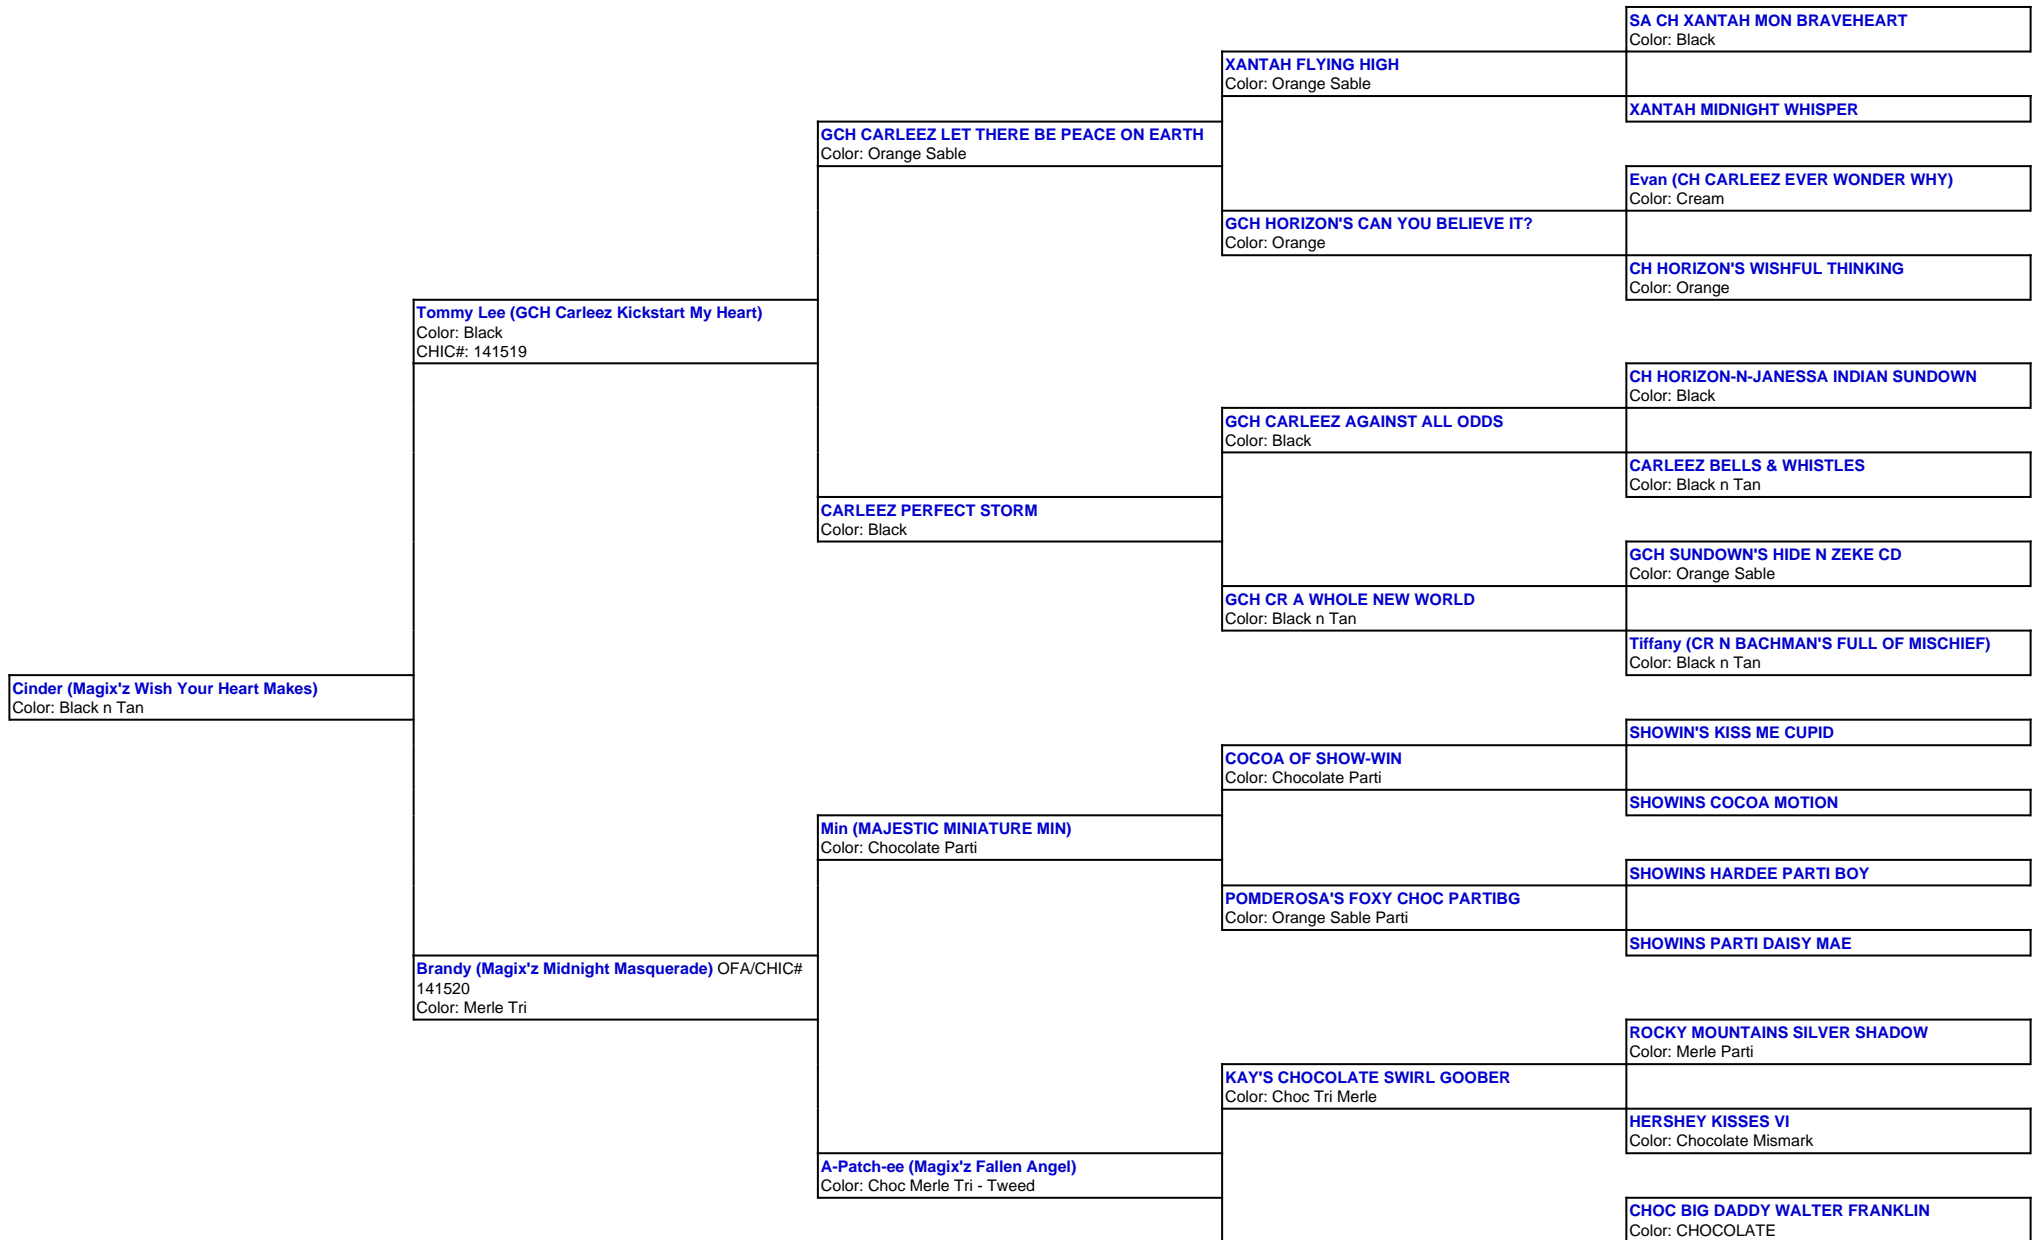 SA CH XANTAH MON BRAVEHEART
Color: Black
XANTAH FLYING HIGH
Color: Orange Sable
XANTAH MIDNIGHT WHISPER
GCH CARLEEZ LET THERE BE PEACE ON EARTH
Color: Orange Sable
Evan (CH CARLEEZ EVER WONDER WHY)
Color: Cream
GCH HORIZON'S CAN YOU BELIEVE IT?
Color: Orange
CH HORIZON'S WISHFUL THINKING
Color: Orange
Tommy Lee (GCH Carleez Kickstart My Heart)
Color: Black
CHIC#: 141519
CH HORIZON-N-JANESSA INDIAN SUNDOWN
Color: Black
GCH CARLEEZ AGAINST ALL ODDS
Color: Black
CARLEEZ BELLS & WHISTLES
Color: Black n Tan
CARLEEZ PERFECT STORM
Color: Black
GCH SUNDOWN'S HIDE N ZEKE CD
Color: Orange Sable
GCH CR A WHOLE NEW WORLD
Color: Black n Tan
Tiffany (CR N BACHMAN'S FULL OF MISCHIEF)
Color: Black n Tan
Cinder (Magix'z Wish Your Heart Makes)
Color: Black n Tan
SHOWIN'S KISS ME CUPID
COCOA OF SHOW-WIN
Color: Chocolate Parti
SHOWINS COCOA MOTION
Min (MAJESTIC MINIATURE MIN)
Color: Chocolate Parti
SHOWINS HARDEE PARTI BOY
POMDEROSA'S FOXY CHOC PARTIBG
Color: Orange Sable Parti
SHOWINS PARTI DAISY MAE
Brandy (Magix'z Midnight Masquerade) OFA/CHIC#
141520
Color: Merle Tri
ROCKY MOUNTAINS SILVER SHADOW
Color: Merle Parti
KAY'S CHOCOLATE SWIRL GOOBER
Color: Choc Tri Merle
HERSHEY KISSES VI
Color: Chocolate Mismark
A-Patch-ee (Magix'z Fallen Angel)
Color: Choc Merle Tri - Tweed
CHOC BIG DADDY WALTER FRANKLIN
Color: CHOCOLATE